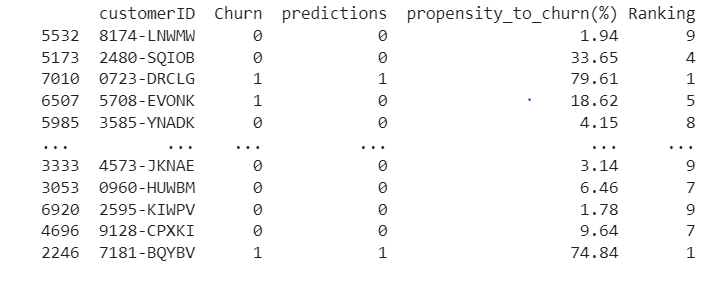 customerID Churn predictions propensity_to_churn(%) Ranking
5532 8174-LNWMW 0 0 1.94 9
5173 2480-SQIOB 0 0 33.65 4
7010 0723-DRCLG 1 1 79.61 1
6507 5708-EVONK 1 0 18.62 5
5985 3585-YNADK 0 0 4.15 8
... ... ... ... ... ...
3333 4573-JKNAE 0 0 3.14 9
3053 0960-HUWBM 0 0 6.46 7
6920 2595-KIWPV 0 0 1.78 9
4696 9128-CPXKI 0 0 9.64 7
2246 7181-BQYBV 1 1 74.84 1